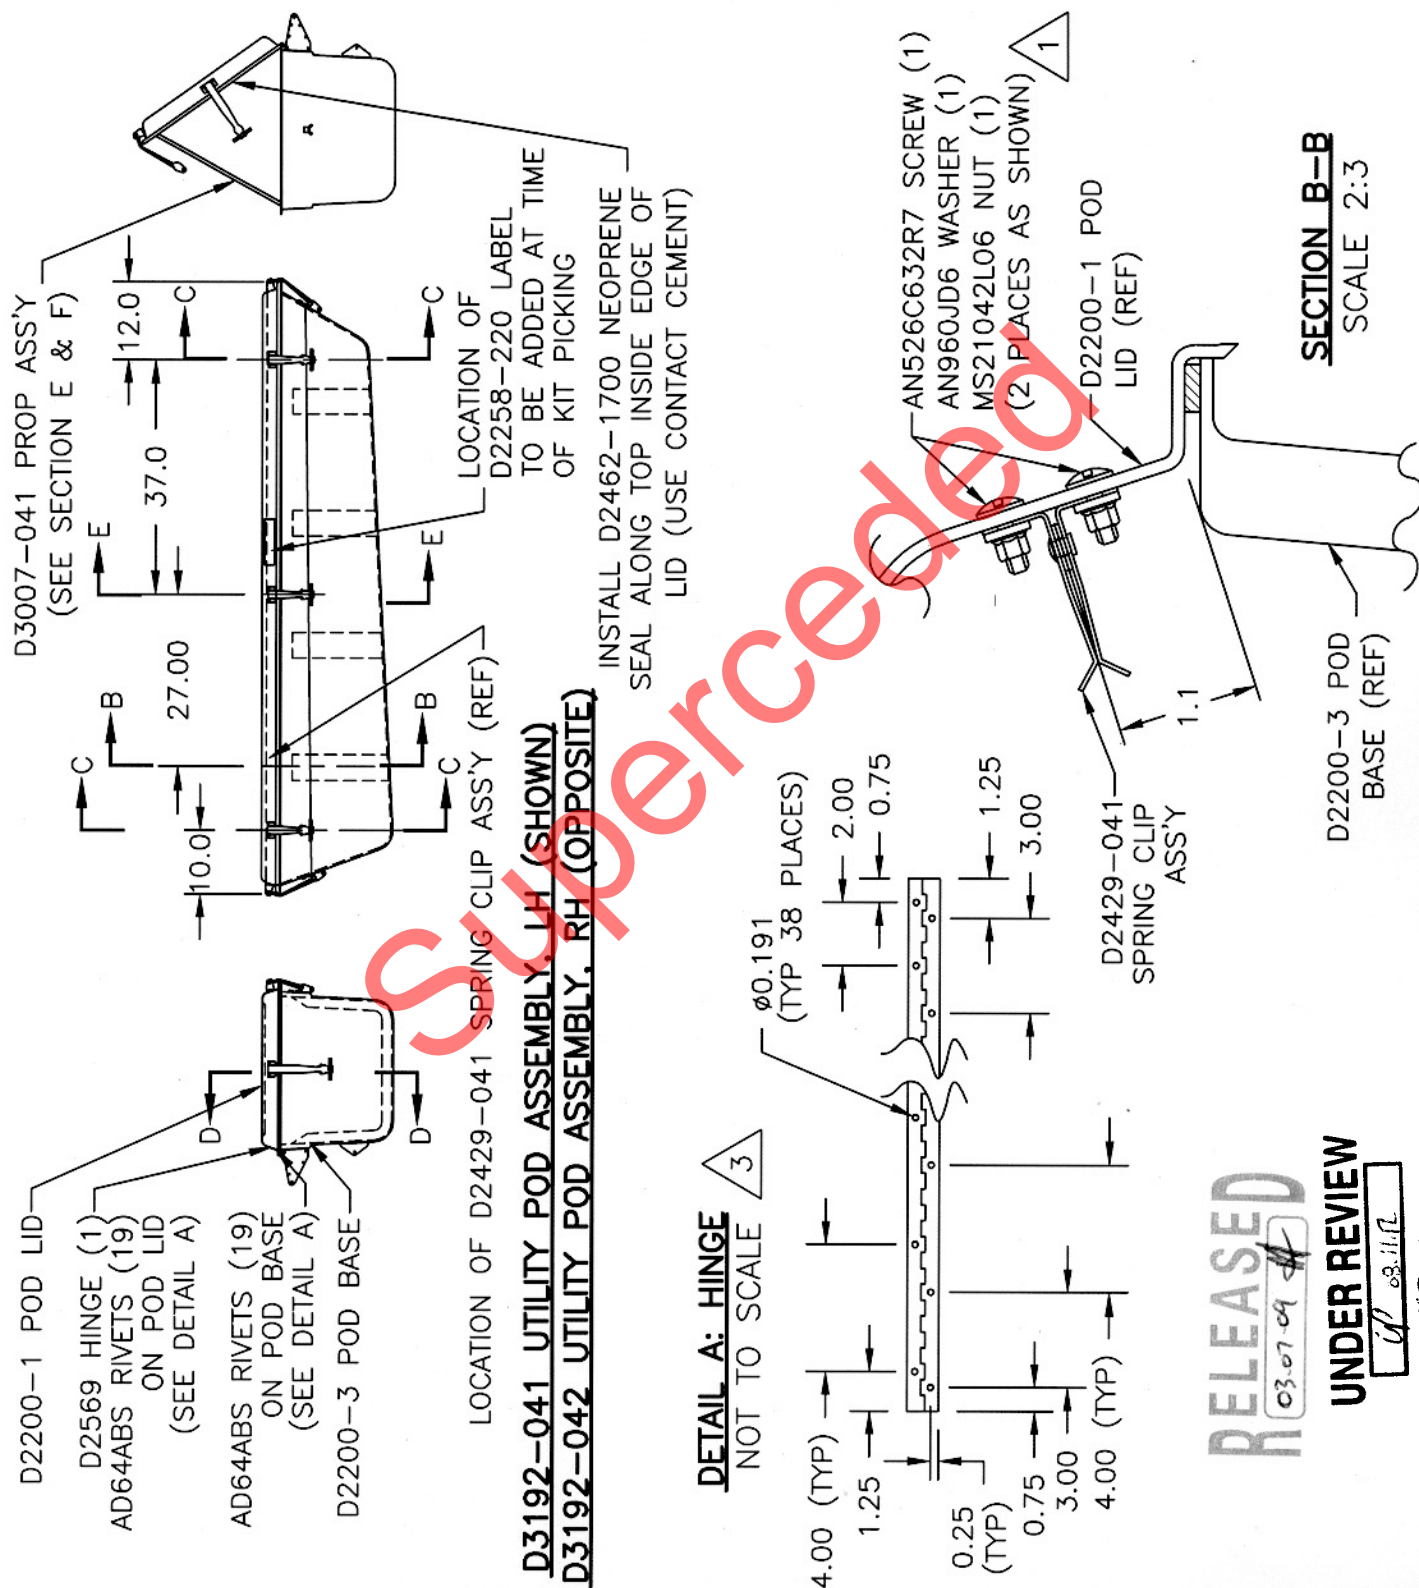 D2200-1 POD LID
D2569 HINGE (1)
AD64ABS RIVETS (19)
ON POD LID
(SEE DETAIL A)
AD64ABS RIVETS (19)
ON POD BASE
(SEE DETAIL A)
D2200-3 POD BASE
D
D
D3007-041 PROP ASS'Y
(SEE SECTION E & F)
10.0
27.00
37.0
12.0
C
C
B
B
E
E
C
C
LOCATION OF
D2258-220 LABEL
TO BE ADDED AT TIME
OF KIT PICKING
INSTALL D2462-1700 NEOPRENE
SEAL ALONG TOP INSIDE EDGE OF
LID (USE CONTACT CEMENT)
LOCATION OF D2429-041 SPRING CLIP ASS'Y (REF)
D3192-041 UTILITY POD ASSEMBLY, LH (SHOWN)
D3192-042 UTILITY POD ASSEMBLY, RH (OPPOSITE)
Superceded
DETAIL A: HINGE
NOT TO SCALE
3
ø0.191
(TYP 38 PLACES)
4.00 (TYP)
1.25
2.00
0.75
0.25
(TYP)
0.75
3.00
4.00 (TYP)
1.25
3.00
AN526C632R7 SCREW (1)
AN960JD6 WASHER (1)
MS21042L06 NUT (1)
(2 PLACES AS SHOWN)
1
D2200-1 POD
LID (REF)
1.1
D2429-041
SPRING CLIP
ASS'Y
D2200-3 POD
BASE (REF)
SECTION B-B
SCALE 2:3
RELEASED
03.07.09
UNDER REVIEW